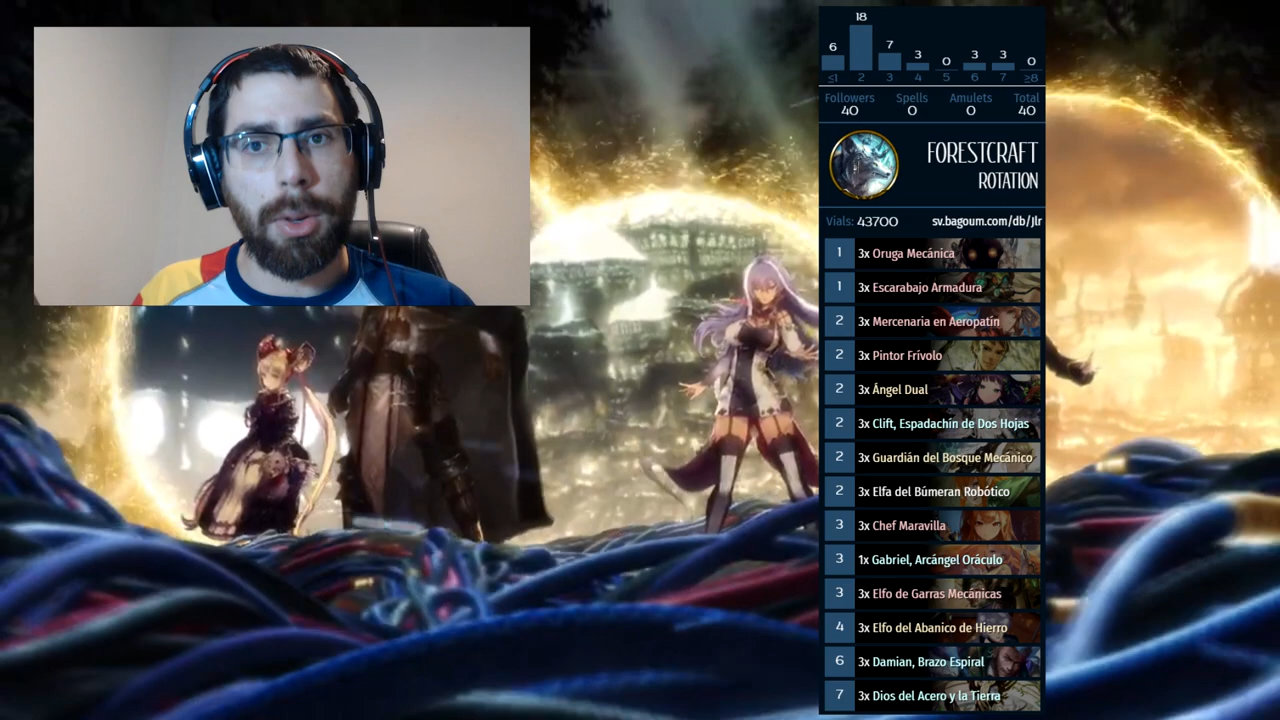 6 18 7 3 0 3 3 0
≤1 2 3 4 5 6 7 ≥8
Followers Spells Amulets Total
40 0 0 40
FORESTCRAFT
ROTATION
Vials: 43700 sv.bagoum.com/db/Jlr
1 3x Oruga Mecánica
1 3x Escarabajo Armadura
2 3x Mercenaria en Aeropatín
2 3x Pintor Frívolo
2 3x Ángel Dual
2 3x Clift, Espadachín de Dos Hojas
2 3x Guardián del Bosque Mecánico
2 3x Elfa del Búmeran Robótico
3 3x Chef Maravilla
3 1x Gabriel, Arcángel Oráculo
3 3x Elfo de Garras Mecánicas
4 3x Elfo del Abanico de Hierro
6 3x Damian, Brazo Espiral
7 3x Dios del Acero y la Tierra